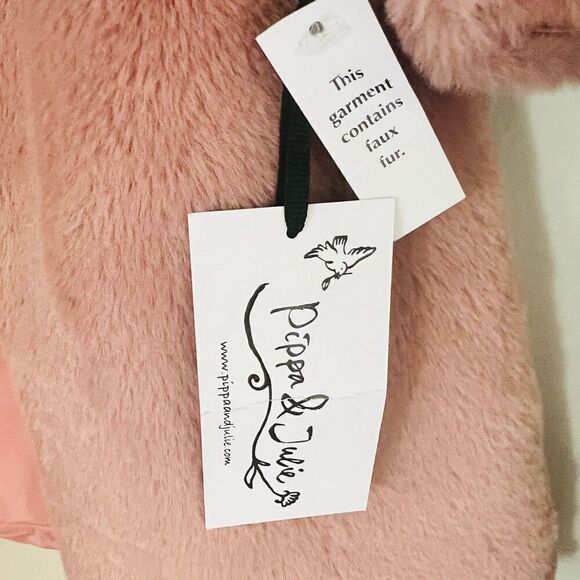 This
garment
contains
faux
fur.
Pippa & Julie
www.pippaandjulie.com